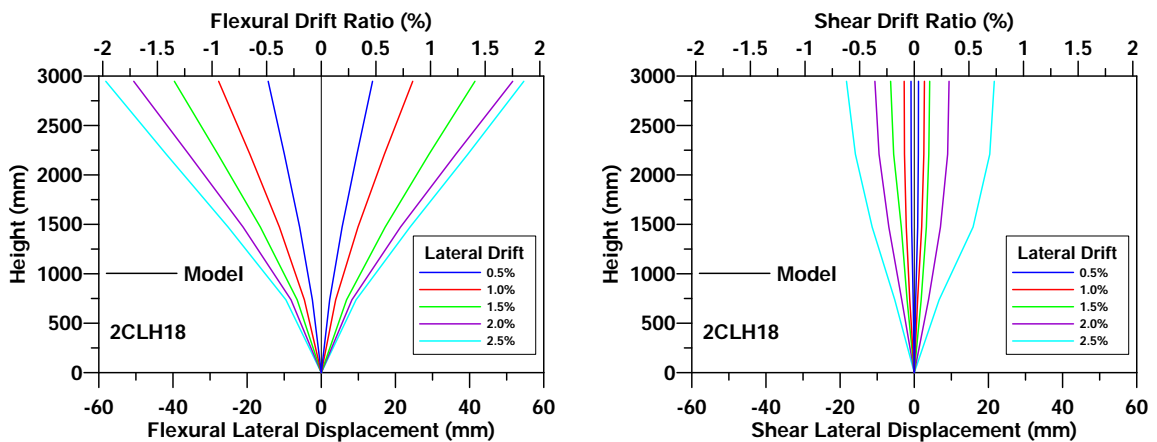 Flexural Drift Ratio (%)
-2 -1.5 -1 -0.5 0 0.5 1 1.5 2
3000
2500
2000
1500
1000
500
0
Height (mm)
Model
2CLH18
Lateral Drift
0.5%
1.0%
1.5%
2.0%
2.5%
-60 -40 -20 0 20 40 60
Flexural Lateral Displacement (mm)
Shear Drift Ratio (%)
-2 -1.5 -1 -0.5 0 0.5 1 1.5 2
3000
2500
2000
1500
1000
500
0
Height (mm)
Model
2CLH18
Lateral Drift
0.5%
1.0%
1.5%
2.0%
2.5%
-60 -40 -20 0 20 40 60
Shear Lateral Displacement (mm)